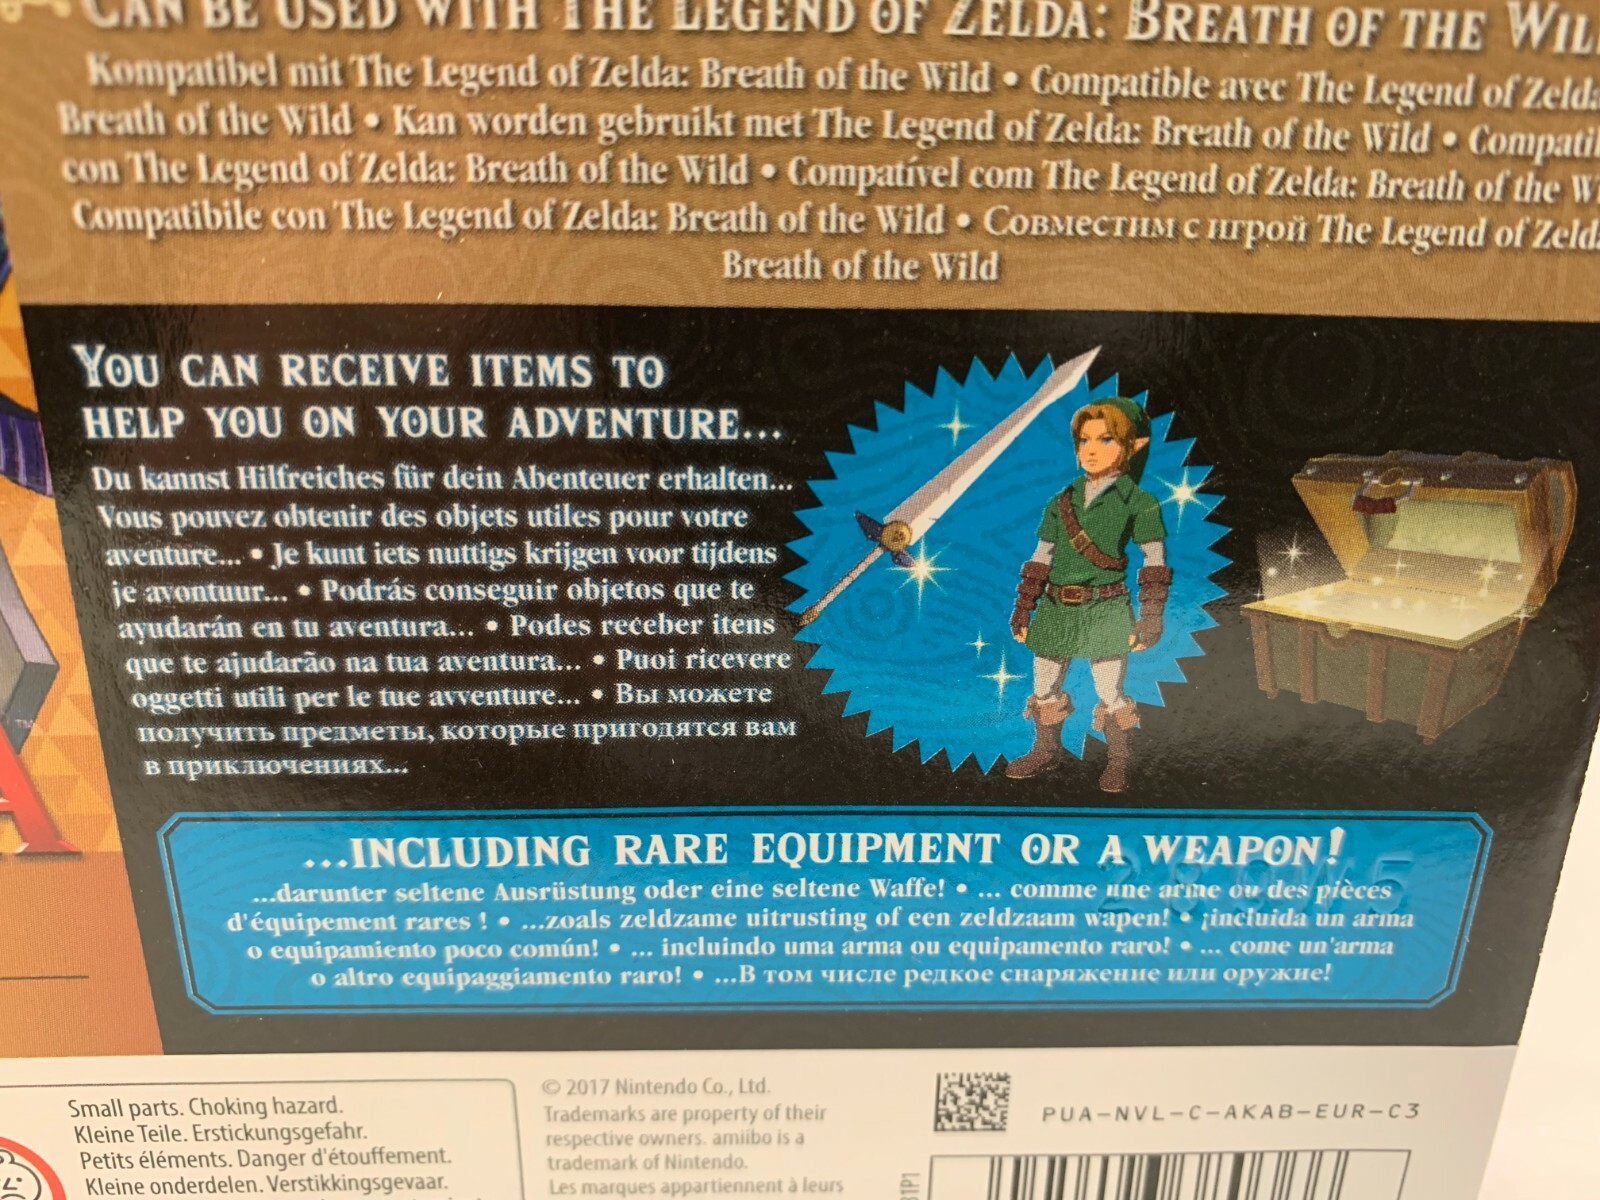 CAN BE USED WITH THE LEGEND OF ZELDA: BREATH OF THE
Kompatibel mit The Legend of Zelda: Breath of the Wild • Compatible avec The Legend of
Breath of the Wild • Kan worden gebruikt met The Legend of Zelda: Breath of the Wild •
con The Legend of Zelda: Breath of the Wild • Compatível com The Legend of Zelda: Breath of the
Compatibile con The Legend of Zelda: Breath of the Wild • Совместим с игрой The Legend of
Breath of the Wild
YOU CAN RECEIVE ITEMS TO
HELP YOU ON YOUR ADVENTURE...
Du kannst Hilfreiches für dein Abenteuer erhalten...
Vous pouvez obtenir des objets utiles pour votre
aventure... • Je kunt iets nuttigs krijgen voor tijdens
je avontuur... • Podrás conseguir objetos que te
ayudarán en tu aventura... • Podes receber itens
que te ajudarão na tua aventura... • Puoi ricevere
oggetti utili per le tue avventure... • Вы можете
получить предметы, которые пригодятся вам
в приключениях...
...INCLUDING RARE EQUIPMENT OR A WEAPON!
...darunter seltene Ausrüstung oder eine seltene Waffe! • ... comme une arme ou des pièces
d'équipement rares ! • ...zoals zeldzame uitrusting of een zeldzaam wapen! • ¡incluida un arma
o equipamiento poco común! • ... incluindo uma arma ou equipamento raro! • ... come un'arma
o altro equipaggiamento raro! • ...В том числе редкое снаряжение или оружие!
Small parts. Choking hazard.
Kleine Teile. Erstickungsgefahr.
Petits éléments. Danger d'étouffement.
Kleine onderdelen. Verstikkingsgevaar.
© 2017 Nintendo Co., Ltd.
Trademarks are property of their
respective owners. amiibo is a
trademark of Nintendo.
Les marques appartiennent à leurs
PUA-NVL-C-AKAB-EUR-C3